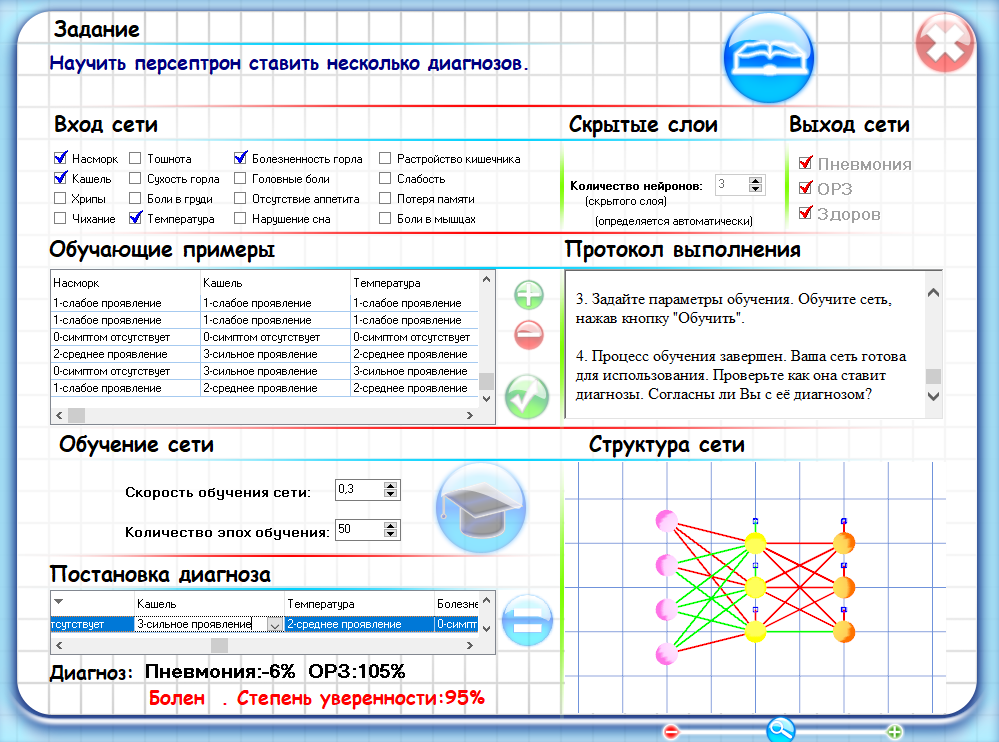 Задание
Научить персептрон ставить несколько диагнозов.
Вход сети
Насморк Тошнота Болезненность горла Растройство кишечника
Кашель Сухость горла Головные боли Слабость
Хрипы Боли в груди Отсутствие аппетита Потеря памяти
Чихание Температура Нарушение сна Боли в мышцах
Скрытые слои
Количество нейронов: 3
(скрытого слоя)
(определяется автоматически)
Выход сети
Пневмония
ОРЗ
Здоров
Обучающие примеры
Насморк Кашель Температура
1-слабое проявление 1-слабое проявление 1-слабое проявление
1-слабое проявление 1-слабое проявление 1-слабое проявление
0-симптом отсутствует 0-симптом отсутствует 0-симптом отсутствует
2-среднее проявление 3-сильное проявление 2-среднее проявление
0-симптом отсутствует 3-сильное проявление 3-сильное проявление
1-слабое проявление 2-среднее проявление 2-среднее проявление
Протокол выполнения
3. Задайте параметры обучения. Обучите сеть,
нажав кнопку "Обучить".
4. Процесс обучения завершен. Ваша сеть готова
для использования. Проверьте как она ставит
диагнозы. Согласны ли Вы с её диагнозом?
Обучение сети
Скорость обучения сети: 0,3
Количество эпох обучения: 50
Структура сети
Постановка диагноза
Кашель Температура Болезне
тсутствует 3-сильное проявление 2-среднее проявление 0-симпт
Диагноз: Пневмония:-6% ОРЗ:105%
Болен . Степень уверенности:95%